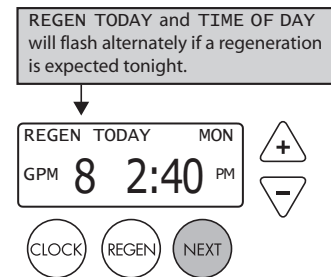 REGEN TODAY and TIME OF DAY
will flash alternately if a regeneration
is expected tonight.
REGEN TODAY MON
GPM 8 2:40 PM
+
−
CLOCK REGEN NEXT